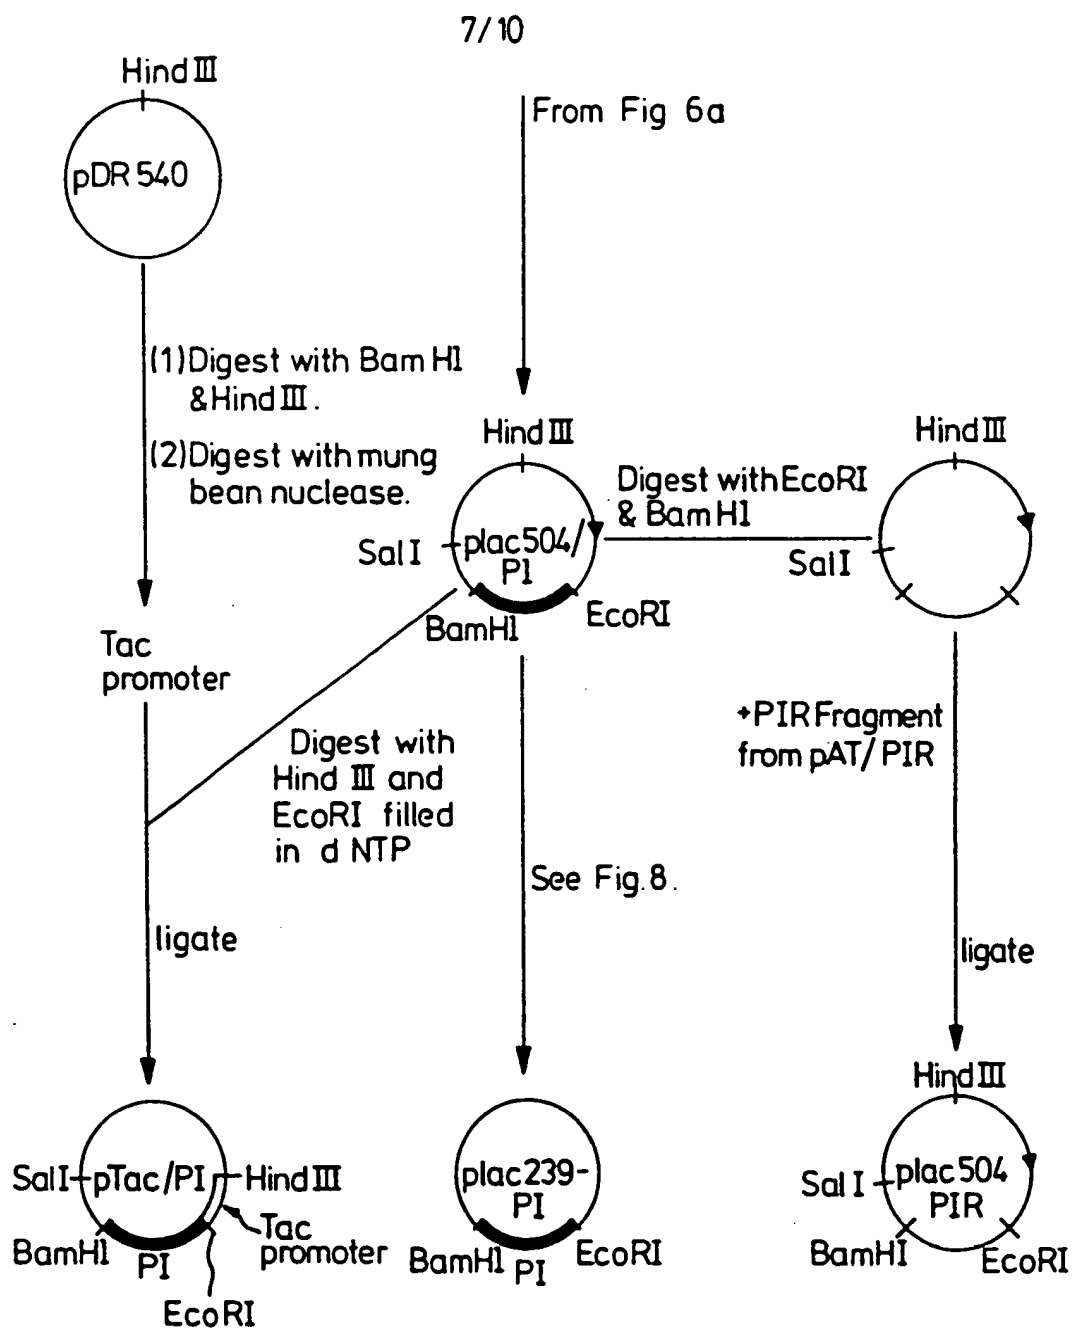 7/10
Hind III
pDR 540
From Fig 6a
(1) Digest with Bam H1
& Hind III.
(2) Digest with mung
bean nuclease.
Tac
promoter
Hind III
Sal I
plac504/
P1
BamH1
EcoRI
Digest with EcoRI
& Bam H1
Hind III
Sal I
Digest with
Hind III and
EcoRI filled
in d NTP
+PIR Fragment
from pAT/PIR
See Fig. 8.
ligate
ligate
Sal I
pTac/PI
Hind III
Tac
promoter
BamH1
PI
EcoRI
plac239-
PI
BamH1
PI
EcoRI
Hind III
Sal I
plac504
PIR
BamHI
EcoRI